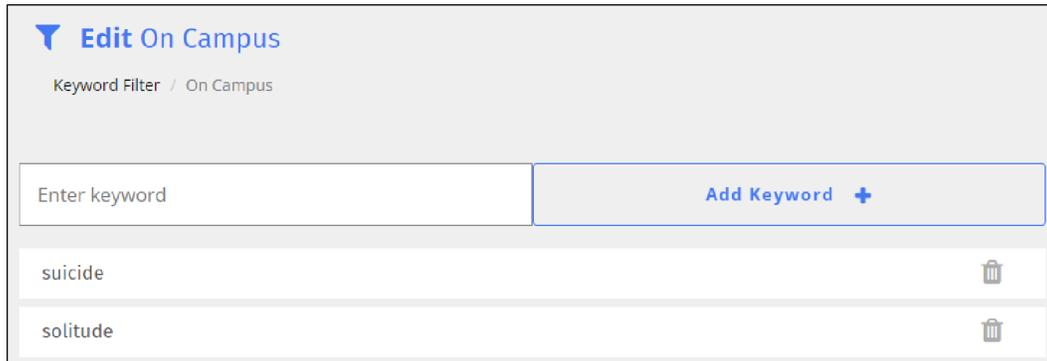 Edit On Campus
Keyword Filter / On Campus
Enter keyword
Add Keyword +
suicide
solitude